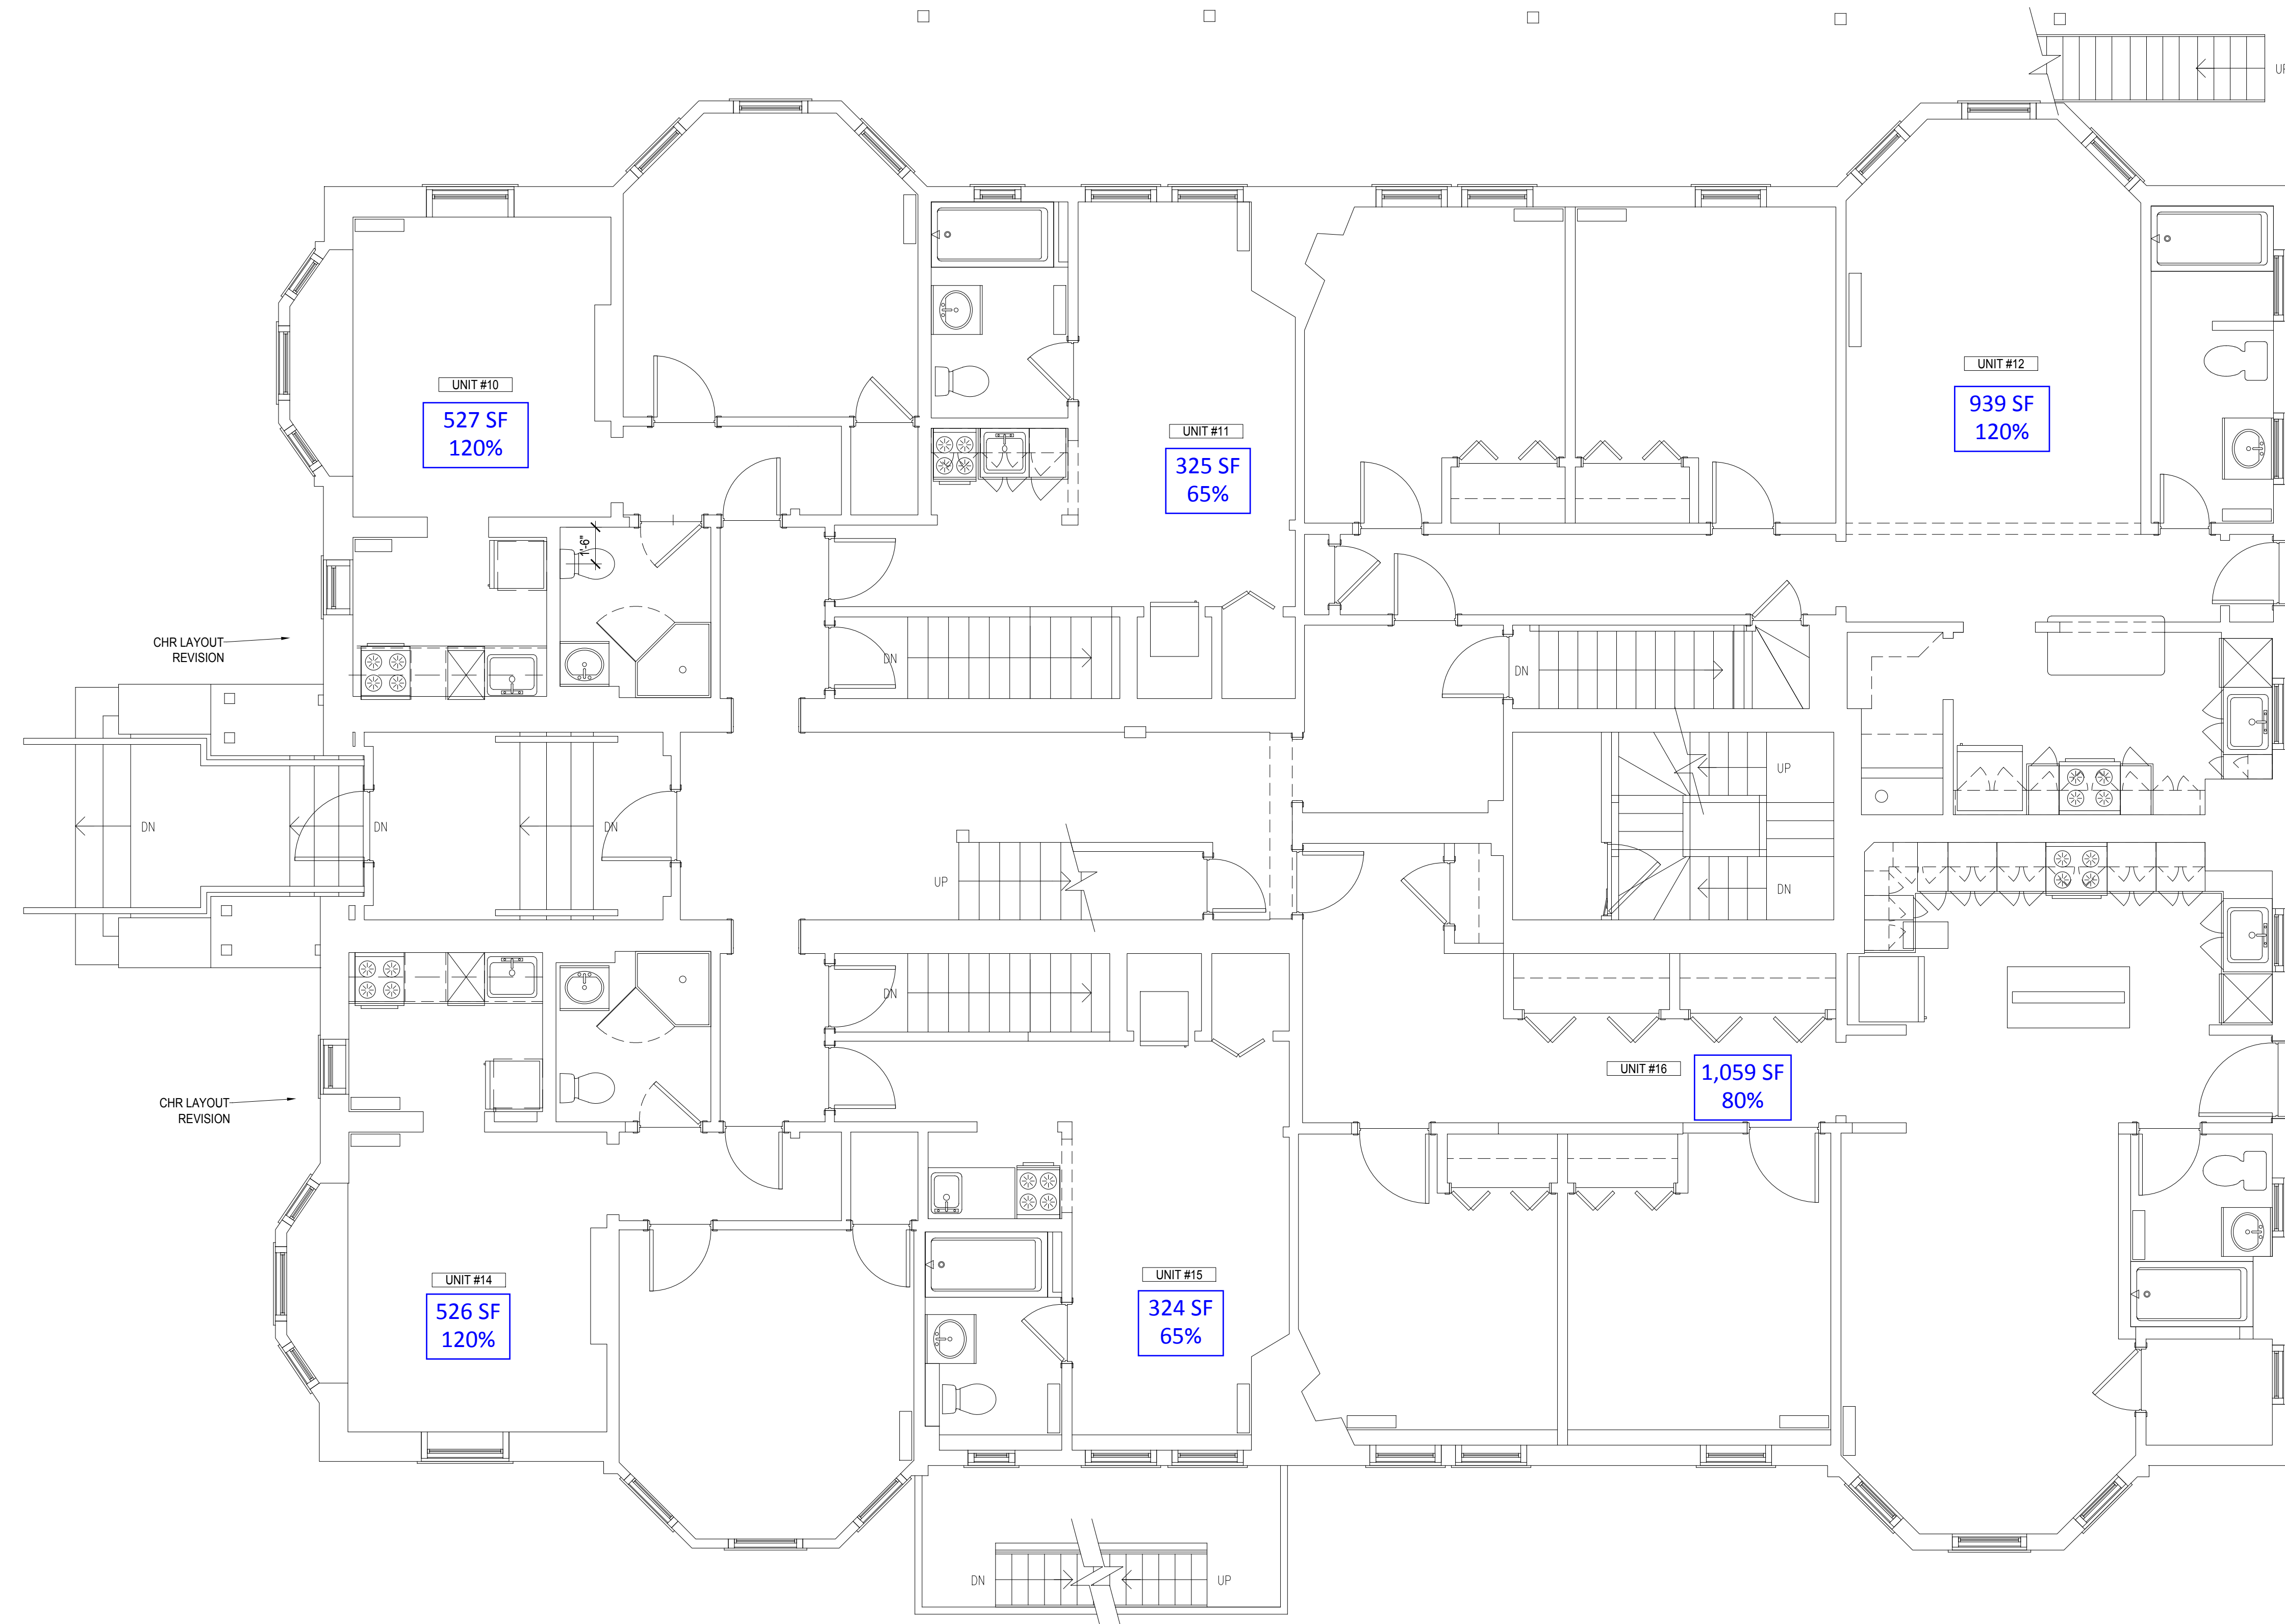 UP
UNIT #10
527 SF
120%
UNIT #11
325 SF
65%
UNIT #12
939 SF
120%
1'-6"
CHR LAYOUT
REVISION
DN
DN
UP
DN
DN
DN
UP
DN
DN
CHR LAYOUT
REVISION
UNIT #16
1,059 SF
80%
UNIT #14
526 SF
120%
UNIT #15
324 SF
65%
DN
UP